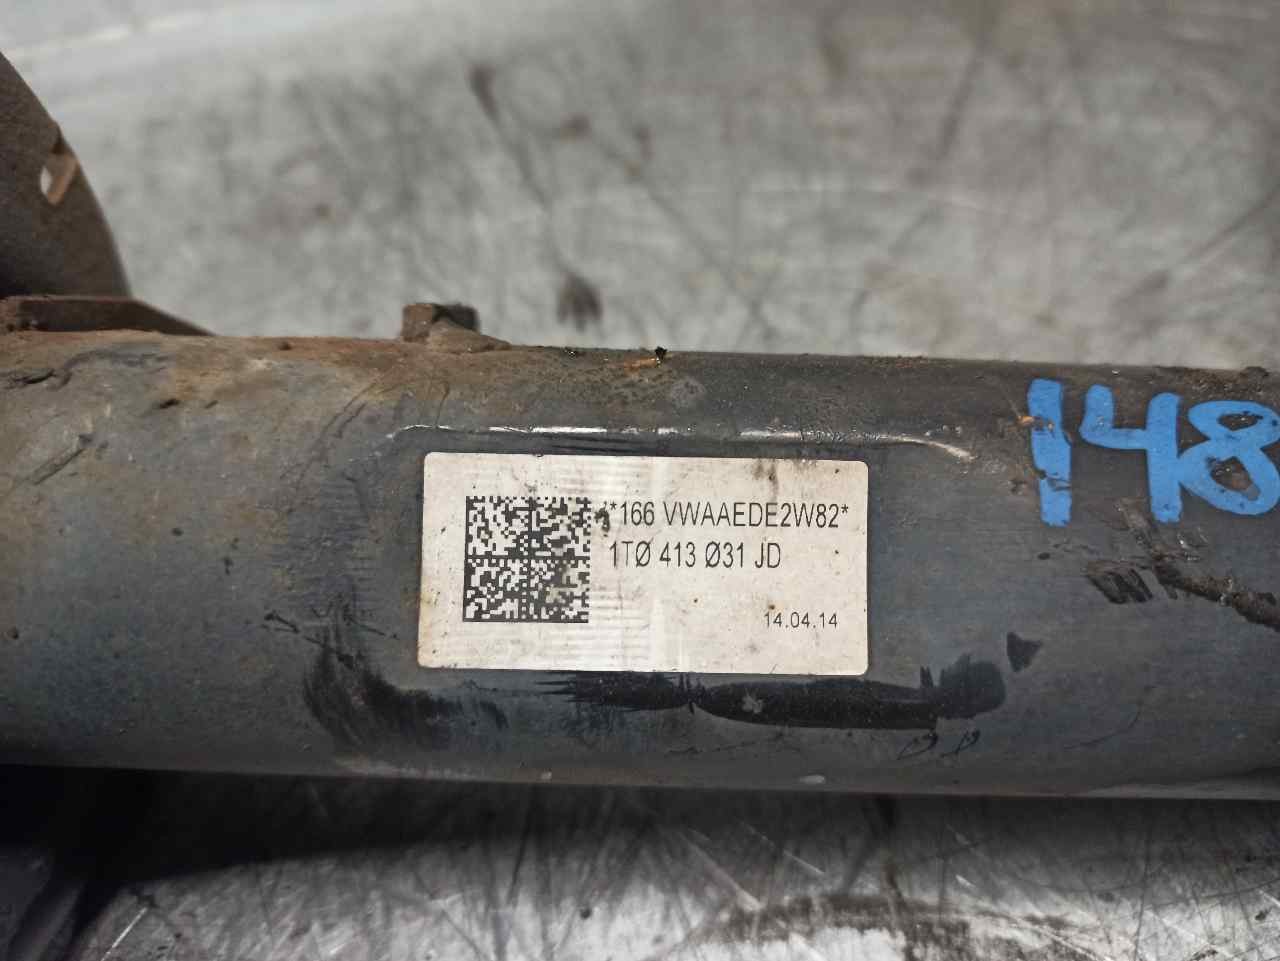 *166 VWAAEDE2W82*
1TØ 413 Ø31 JD
14.04.14
148